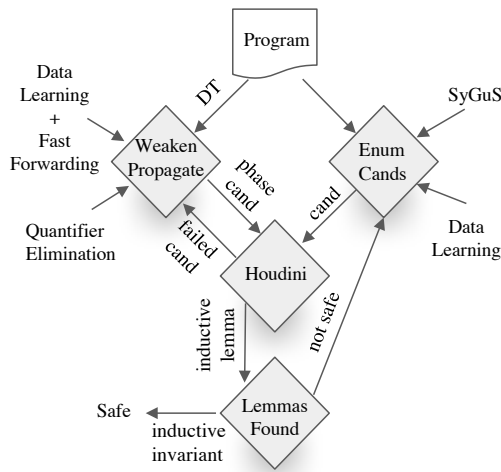 Program
Data
Learning
+
Fast
Forwarding
DT
SyGuS
Weaken
Propagate
Enum
Cands
phase
cand
cand
Quantifier
Elimination
failed
cand
Data
Learning
Houdini
inductive
lemma
not safe
Safe
inductive
invariant
Lemmas
Found